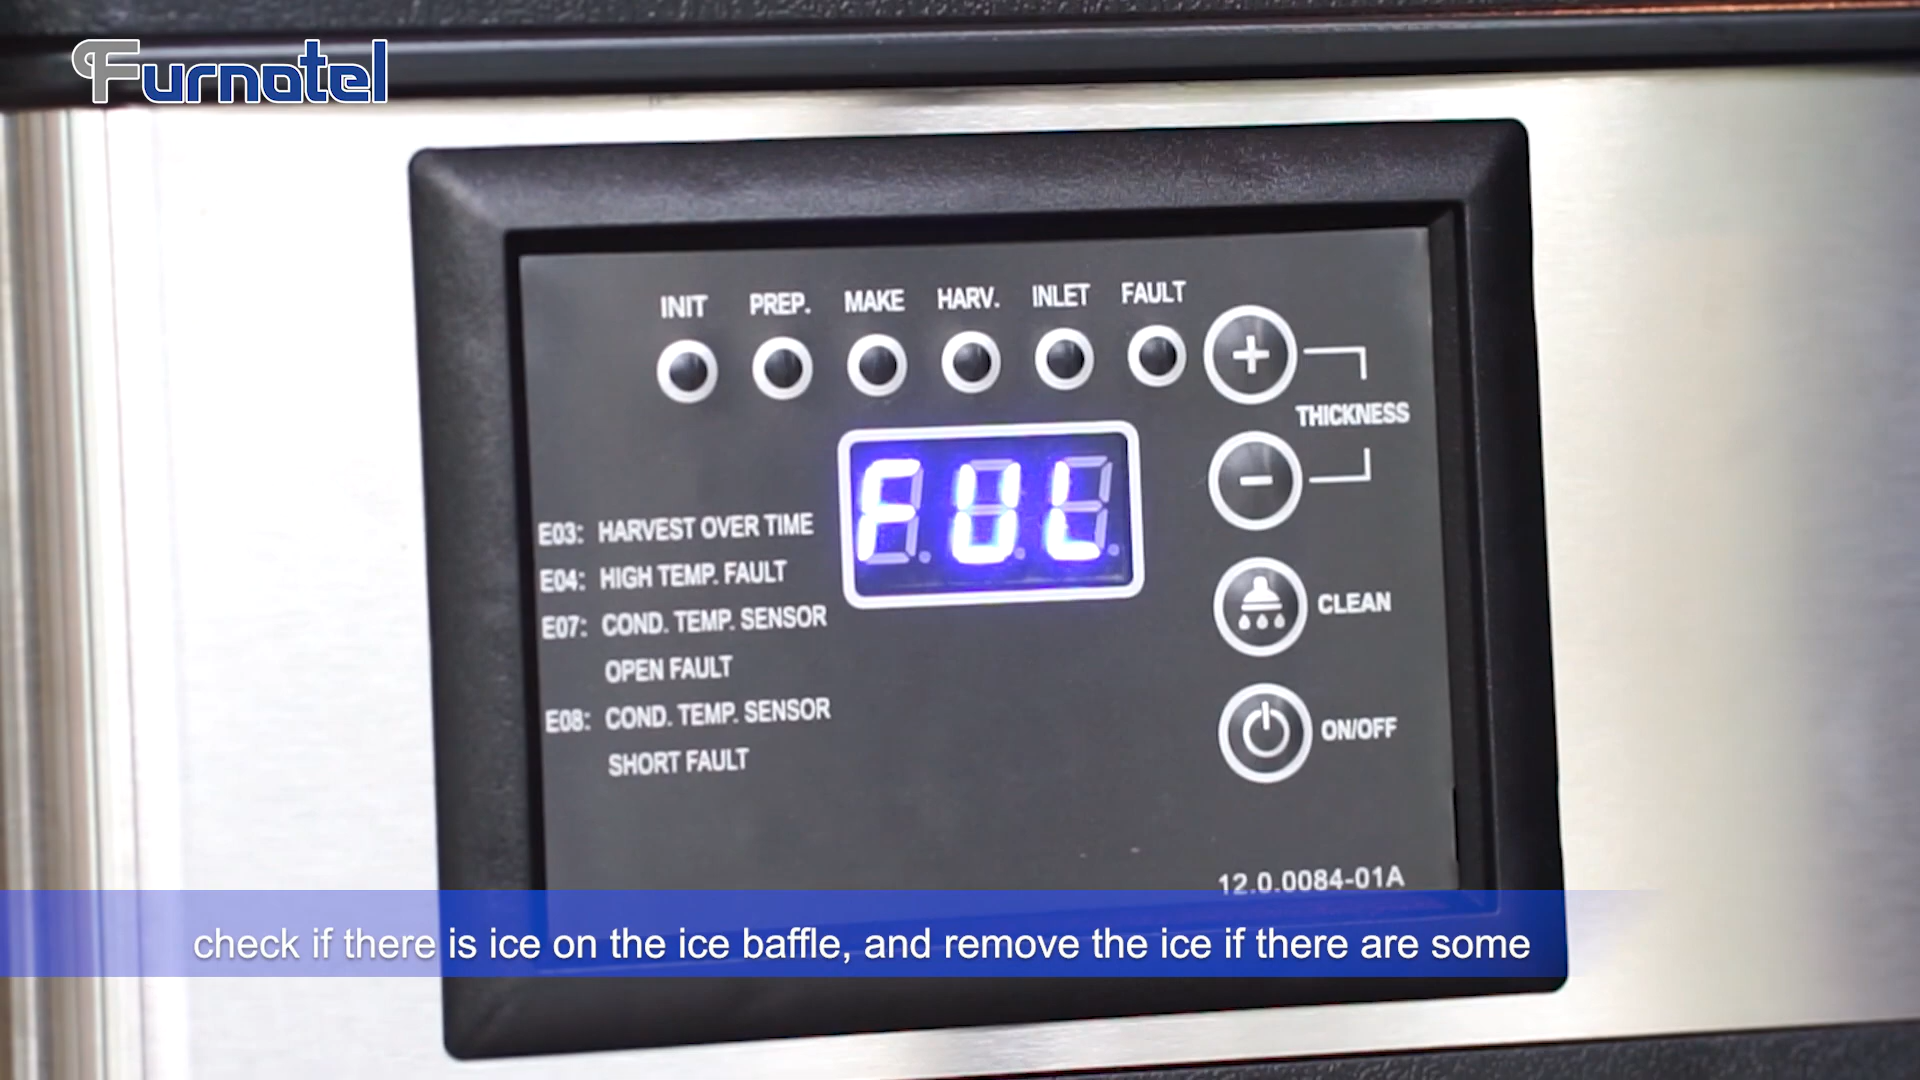 Furnotel
INIT PREP. MAKE HARV. INLET FAULT
+
THICKNESS
-
FUL
E03: HARVEST OVER TIME
E04: HIGH TEMP. FAULT
E07: COND. TEMP. SENSOR
OPEN FAULT
E08: COND. TEMP. SENSOR
SHORT FAULT
CLEAN
ON/OFF
12.0.0084-01A
check if there is ice on the ice baffle, and remove the ice if there are some